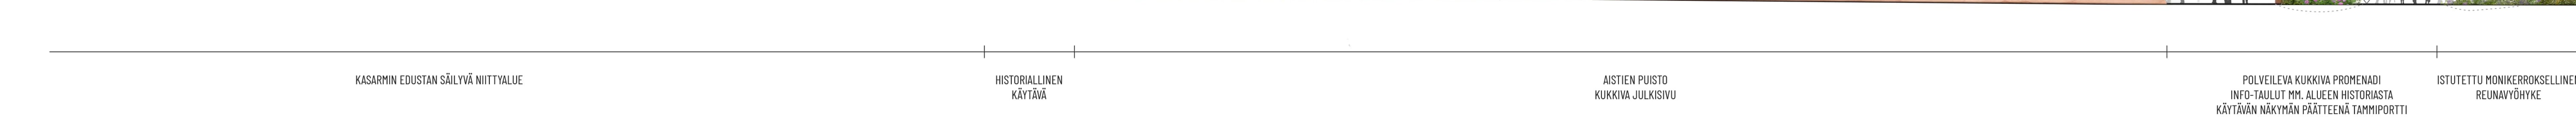 KASARMIN EDUSTAN SÄILYVÄ NIITTYALUE
HISTORIALLINEN
KÄYTÄVÄ
AISTIEN PUISTO
KUKKIVA JULKISIVU
POLVEILEVA KUKKIVA PROMENADI
INFO-TAULUT MM. ALUEEN HISTORIASTA
KÄYTÄVÄN NÄKYMÄN PÄÄTTEENÄ TAMMIPORTTI
ISTUTETTU MONIKERROKSELLINE
REUNAVYÖHYKE